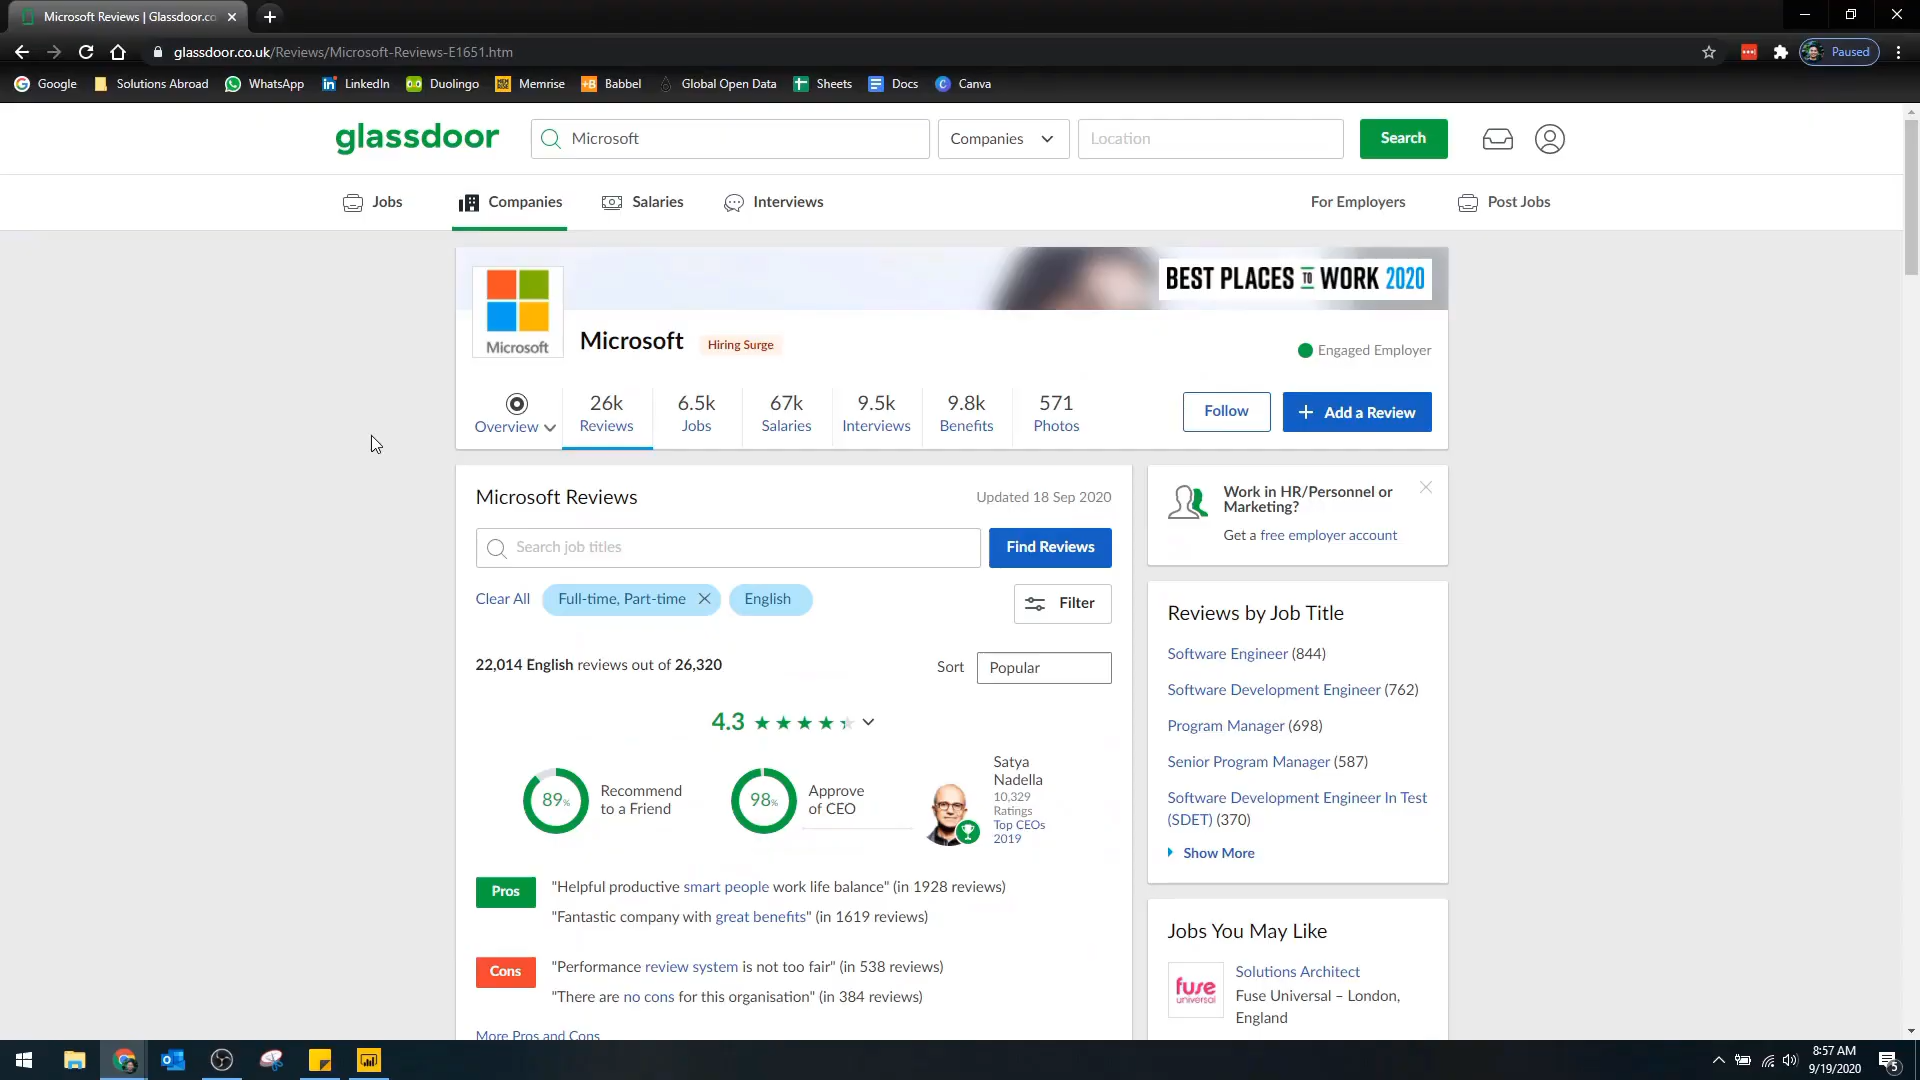 Microsoft Reviews | Glassdoor.co
glassdoor.co.uk/Reviews/Microsoft-Reviews-E1651.htm
Paused
Google
Solutions Abroad
WhatsApp
LinkedIn
Duolingo
Memrise
Babbel
Global Open Data
Sheets
Docs
Canva
glassdoor
Microsoft
Companies
Location
Search
Jobs
Companies
Salaries
Interviews
For Employers
Post Jobs
BEST PLACES TO WORK 2020
Microsoft
Microsoft
Hiring Surge
Engaged Employer
Overview
26k
Reviews
6.5k
Jobs
67k
Salaries
9.5k
Interviews
9.8k
Benefits
571
Photos
Follow
+ Add a Review
Microsoft Reviews
Updated 18 Sep 2020
Search job titles
Find Reviews
Clear All
Full-time, Part-time
English
Filter
22,014 English reviews out of 26,320
Sort
Popular
4.3
89%
Recommend
to a Friend
98%
Approve
of CEO
Satya
Nadella
10,329
Ratings
Top CEOs
2019
Pros
"Helpful productive smart people work life balance" (in 1928 reviews)
"Fantastic company with great benefits" (in 1619 reviews)
Cons
"Performance review system is not too fair" (in 538 reviews)
"There are no cons for this organisation" (in 384 reviews)
More Pros and Cons
Work in HR/Personnel or
Marketing?
Get a free employer account
Reviews by Job Title
Software Engineer (844)
Software Development Engineer (762)
Program Manager (698)
Senior Program Manager (587)
Software Development Engineer In Test
(SDET) (370)
Show More
Jobs You May Like
fuse
universal
Solutions Architect
Fuse Universal – London,
England
8:57 AM
9/19/2020
5